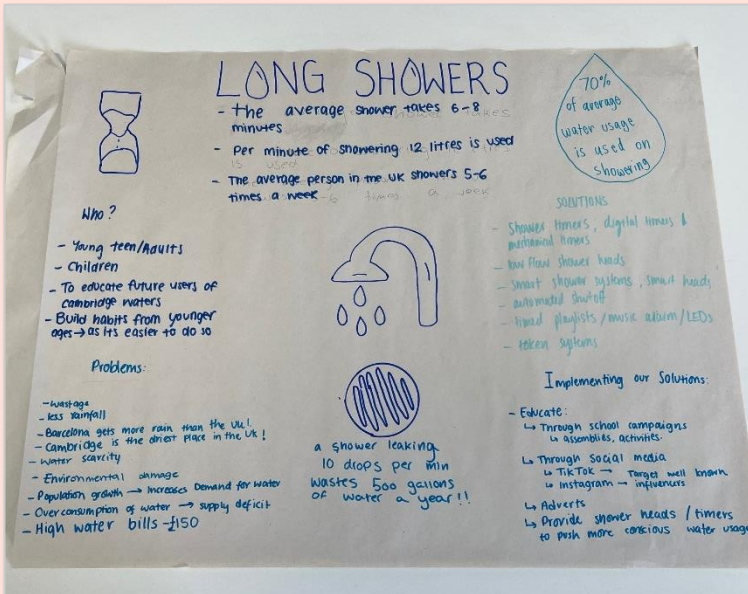 LONG SHOWERS
- The average shower takes 6-8
minutes
- Per minute of showering 12 litres is used
- The average person in the UK showers 5-6
times a week
70%
of average
water usage
is used on
showering
Who?
- Young teen/Adults
- Children
- To educate future users of
cambridge waters
- Build habits from younger
ages → as its easier to do so
Problems:
- Wastage
- less rainfall
- Barcelona gets more rain than the UK!
- Cambridge is the driest place in the UK!
- Water scarcity
- Environmental damage
- Population growth → Increases Demand for water
- Over consumption of water → supply deficit
- High water bills - £150
a shower leaking
10 drops per min
wastes 500 gallons
of water a year!!
SOLUTIONS
- Shower timers, digital timers &
mechanical timers
- low flow shower heads
- smart shower systems, smart heads
- automated shutoff
- timed playlists/music album/LEDs
- token systems
Implementing our Solutions:
- Educate:
↳ Through school campaigns
↳ assemblies, activities.
↳ Through social media
↳ TikTok → Target well known
↳ Instagram → influencers
↳ Adverts
↳ Provide shower heads / timers
to push more conscious water usage